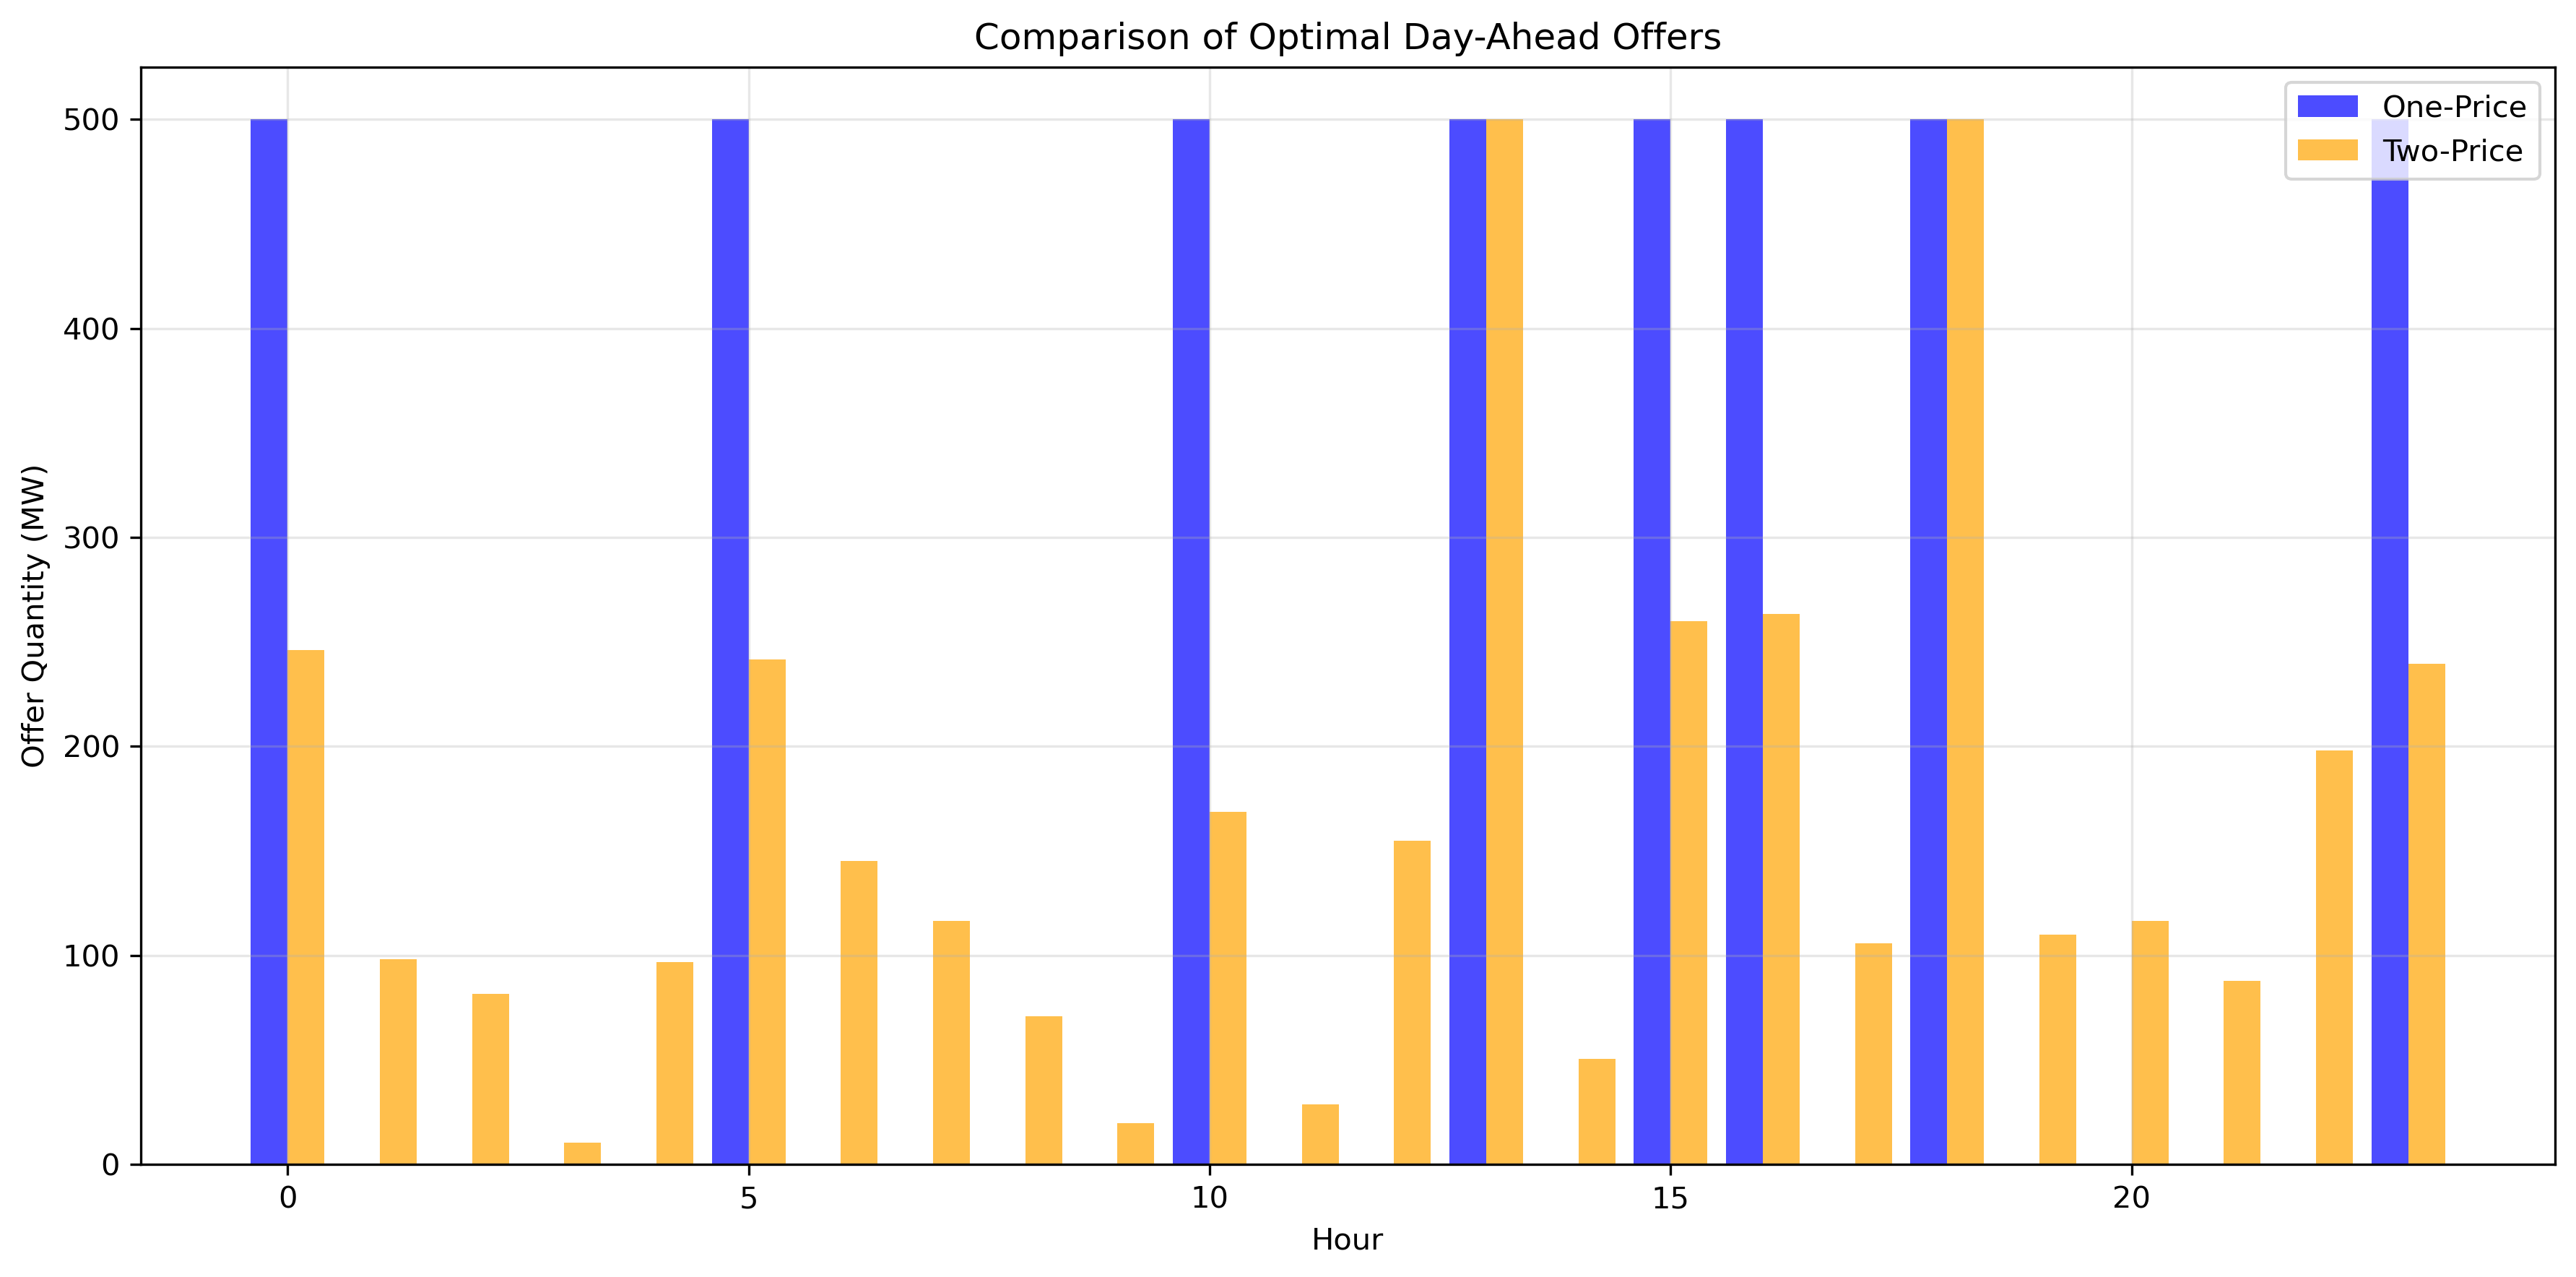 Comparison of Optimal Day-Ahead Offers
One-Price
Two-Price
Offer Quantity (MW)
500
400
300
200
100
0
0 5 10 15 20
Hour